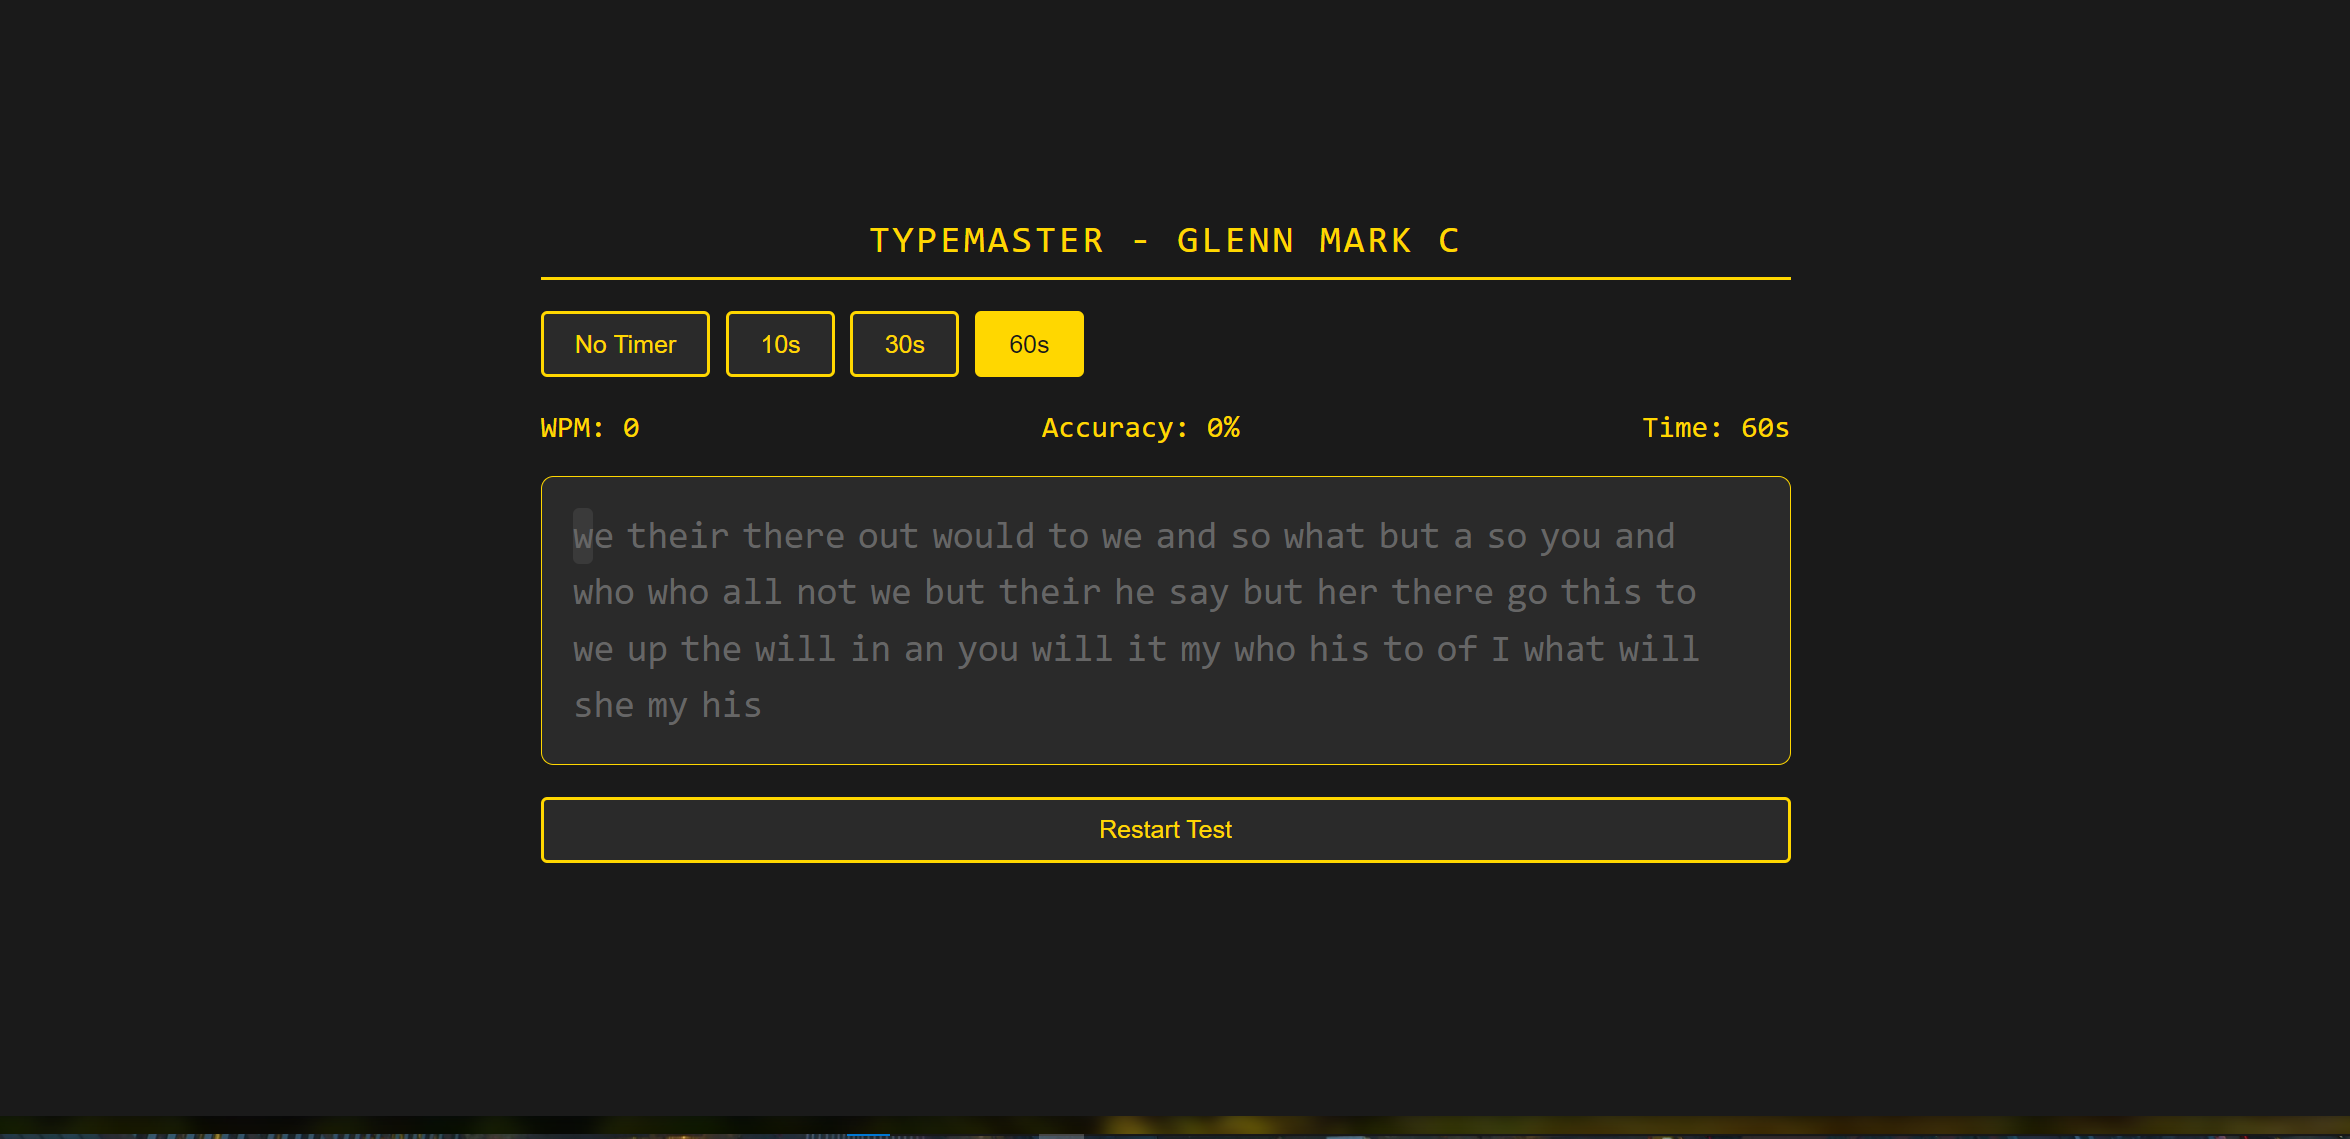 TYPEMASTER - GLENN MARK C
No Timer 10s 30s 60s
WPM: 0 Accuracy: 0% Time: 60s
we their there out would to we and so what but a so you and
who who all not we but their he say but her there go this to
we up the will in an you will it my who his to of I what will
she my his
Restart Test